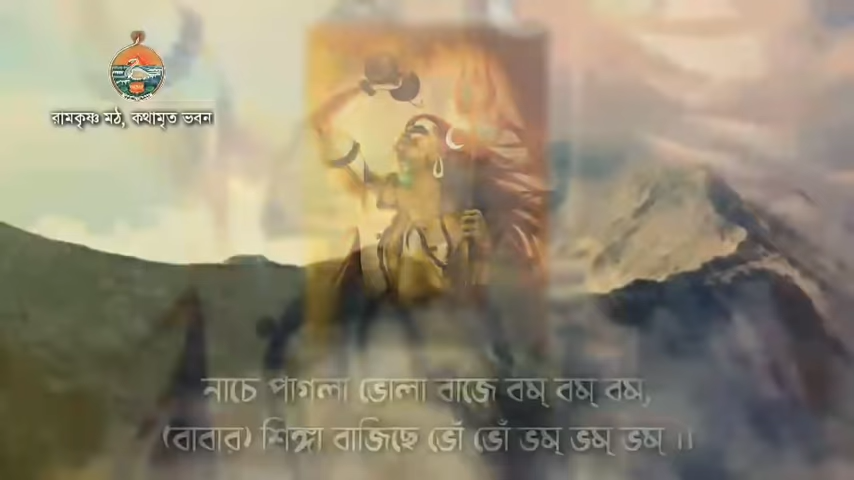 রামকৃষ্ণ মঠ, কথামৃত ভবন
নাচে পাগলা ভোলা বাজে বম্ বম্ বম্,
(বাবার) শিঙ্গা বাজিছে ভোঁ ভোঁ ভম্ ভম্ ভম্ ।।